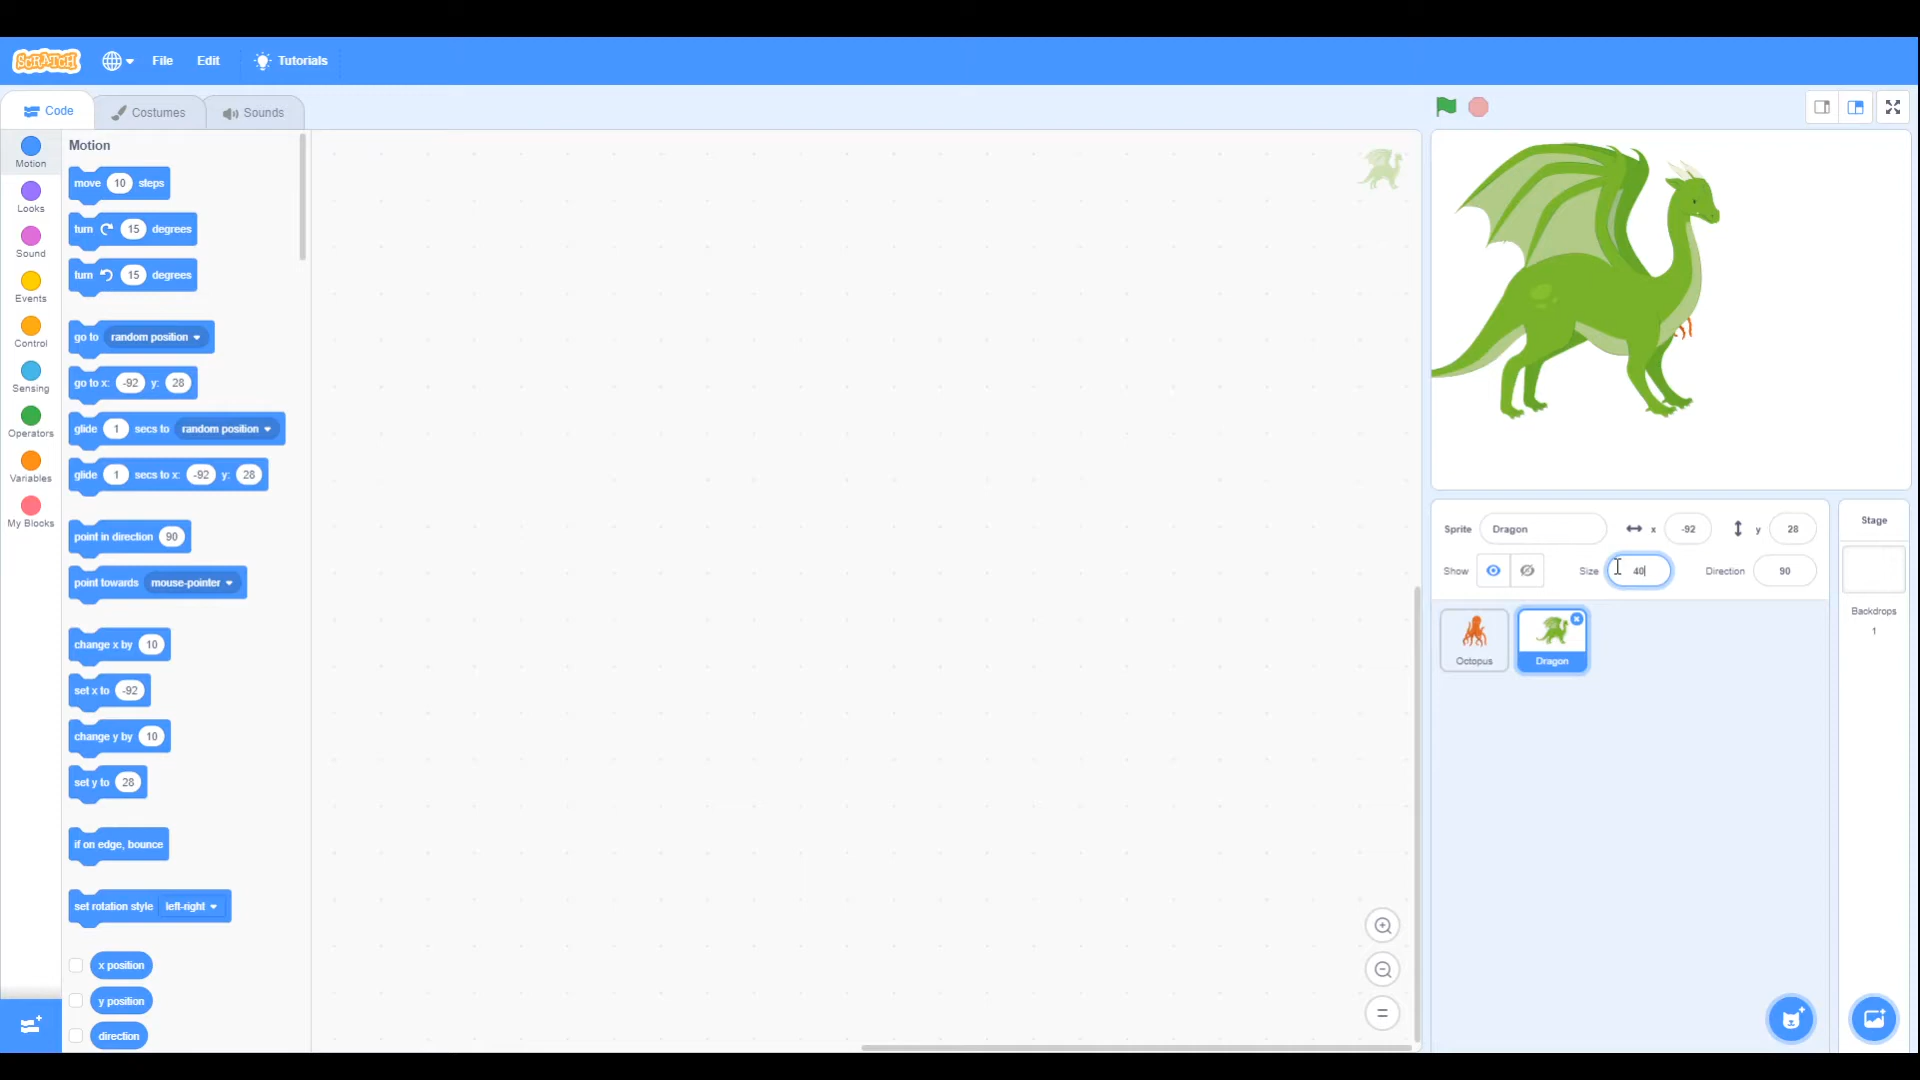 SCRATCH
File
Edit
Tutorials
Code
Costumes
Sounds
Motion
Looks
Sound
Events
Control
Sensing
Operators
Variables
My Blocks
Motion
move 10 steps
turn 15 degrees
turn 15 degrees
go to random position
go to x: -92 y: 28
glide 1 secs to random position
glide 1 secs to x: -92 y: 28
point in direction 90
point towards mouse-pointer
change x by 10
set x to -92
change y by 10
set y to 28
if on edge, bounce
set rotation style left-right
x position
y position
direction
Sprite Dragon x -92 y 28
Show Size 40 Direction 90
Octopus
Dragon
Stage
Backdrops
1